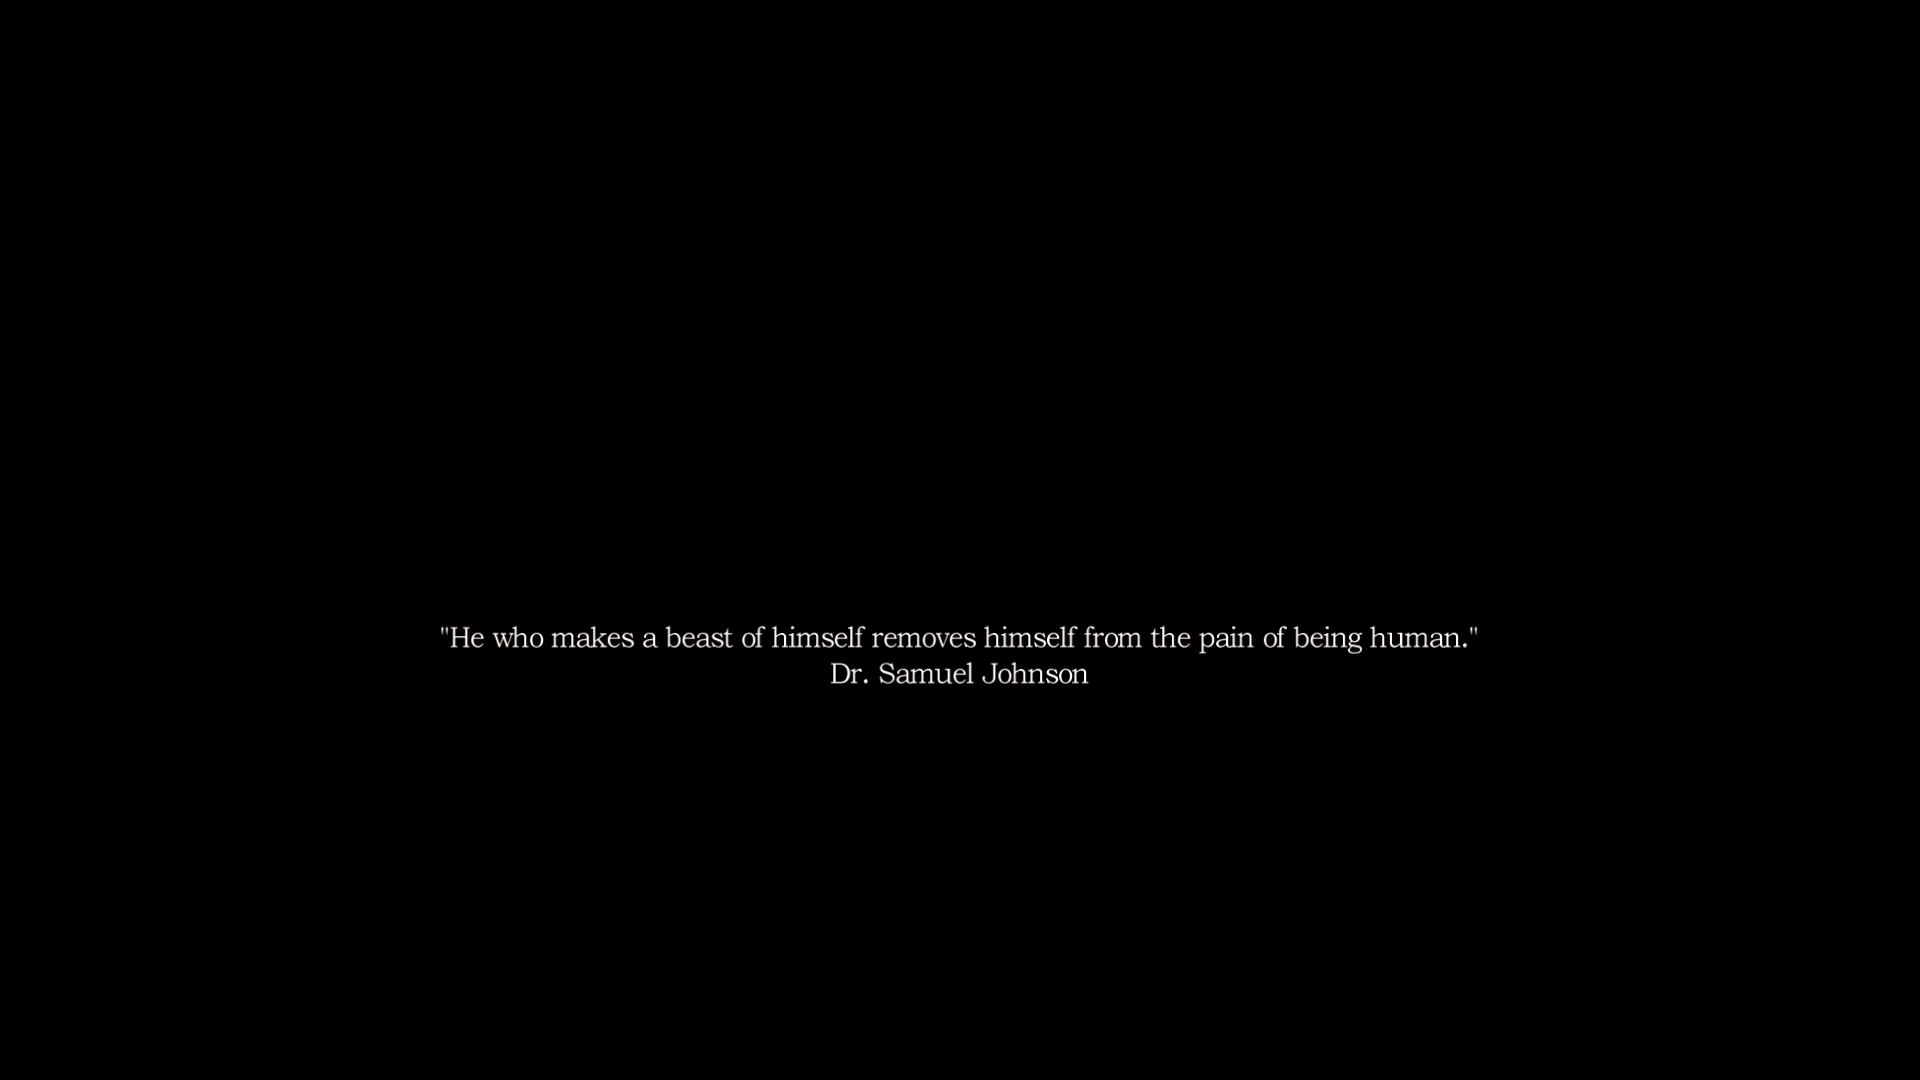 "He who makes a beast of himself removes himself from the pain of being human."
Dr. Samuel Johnson